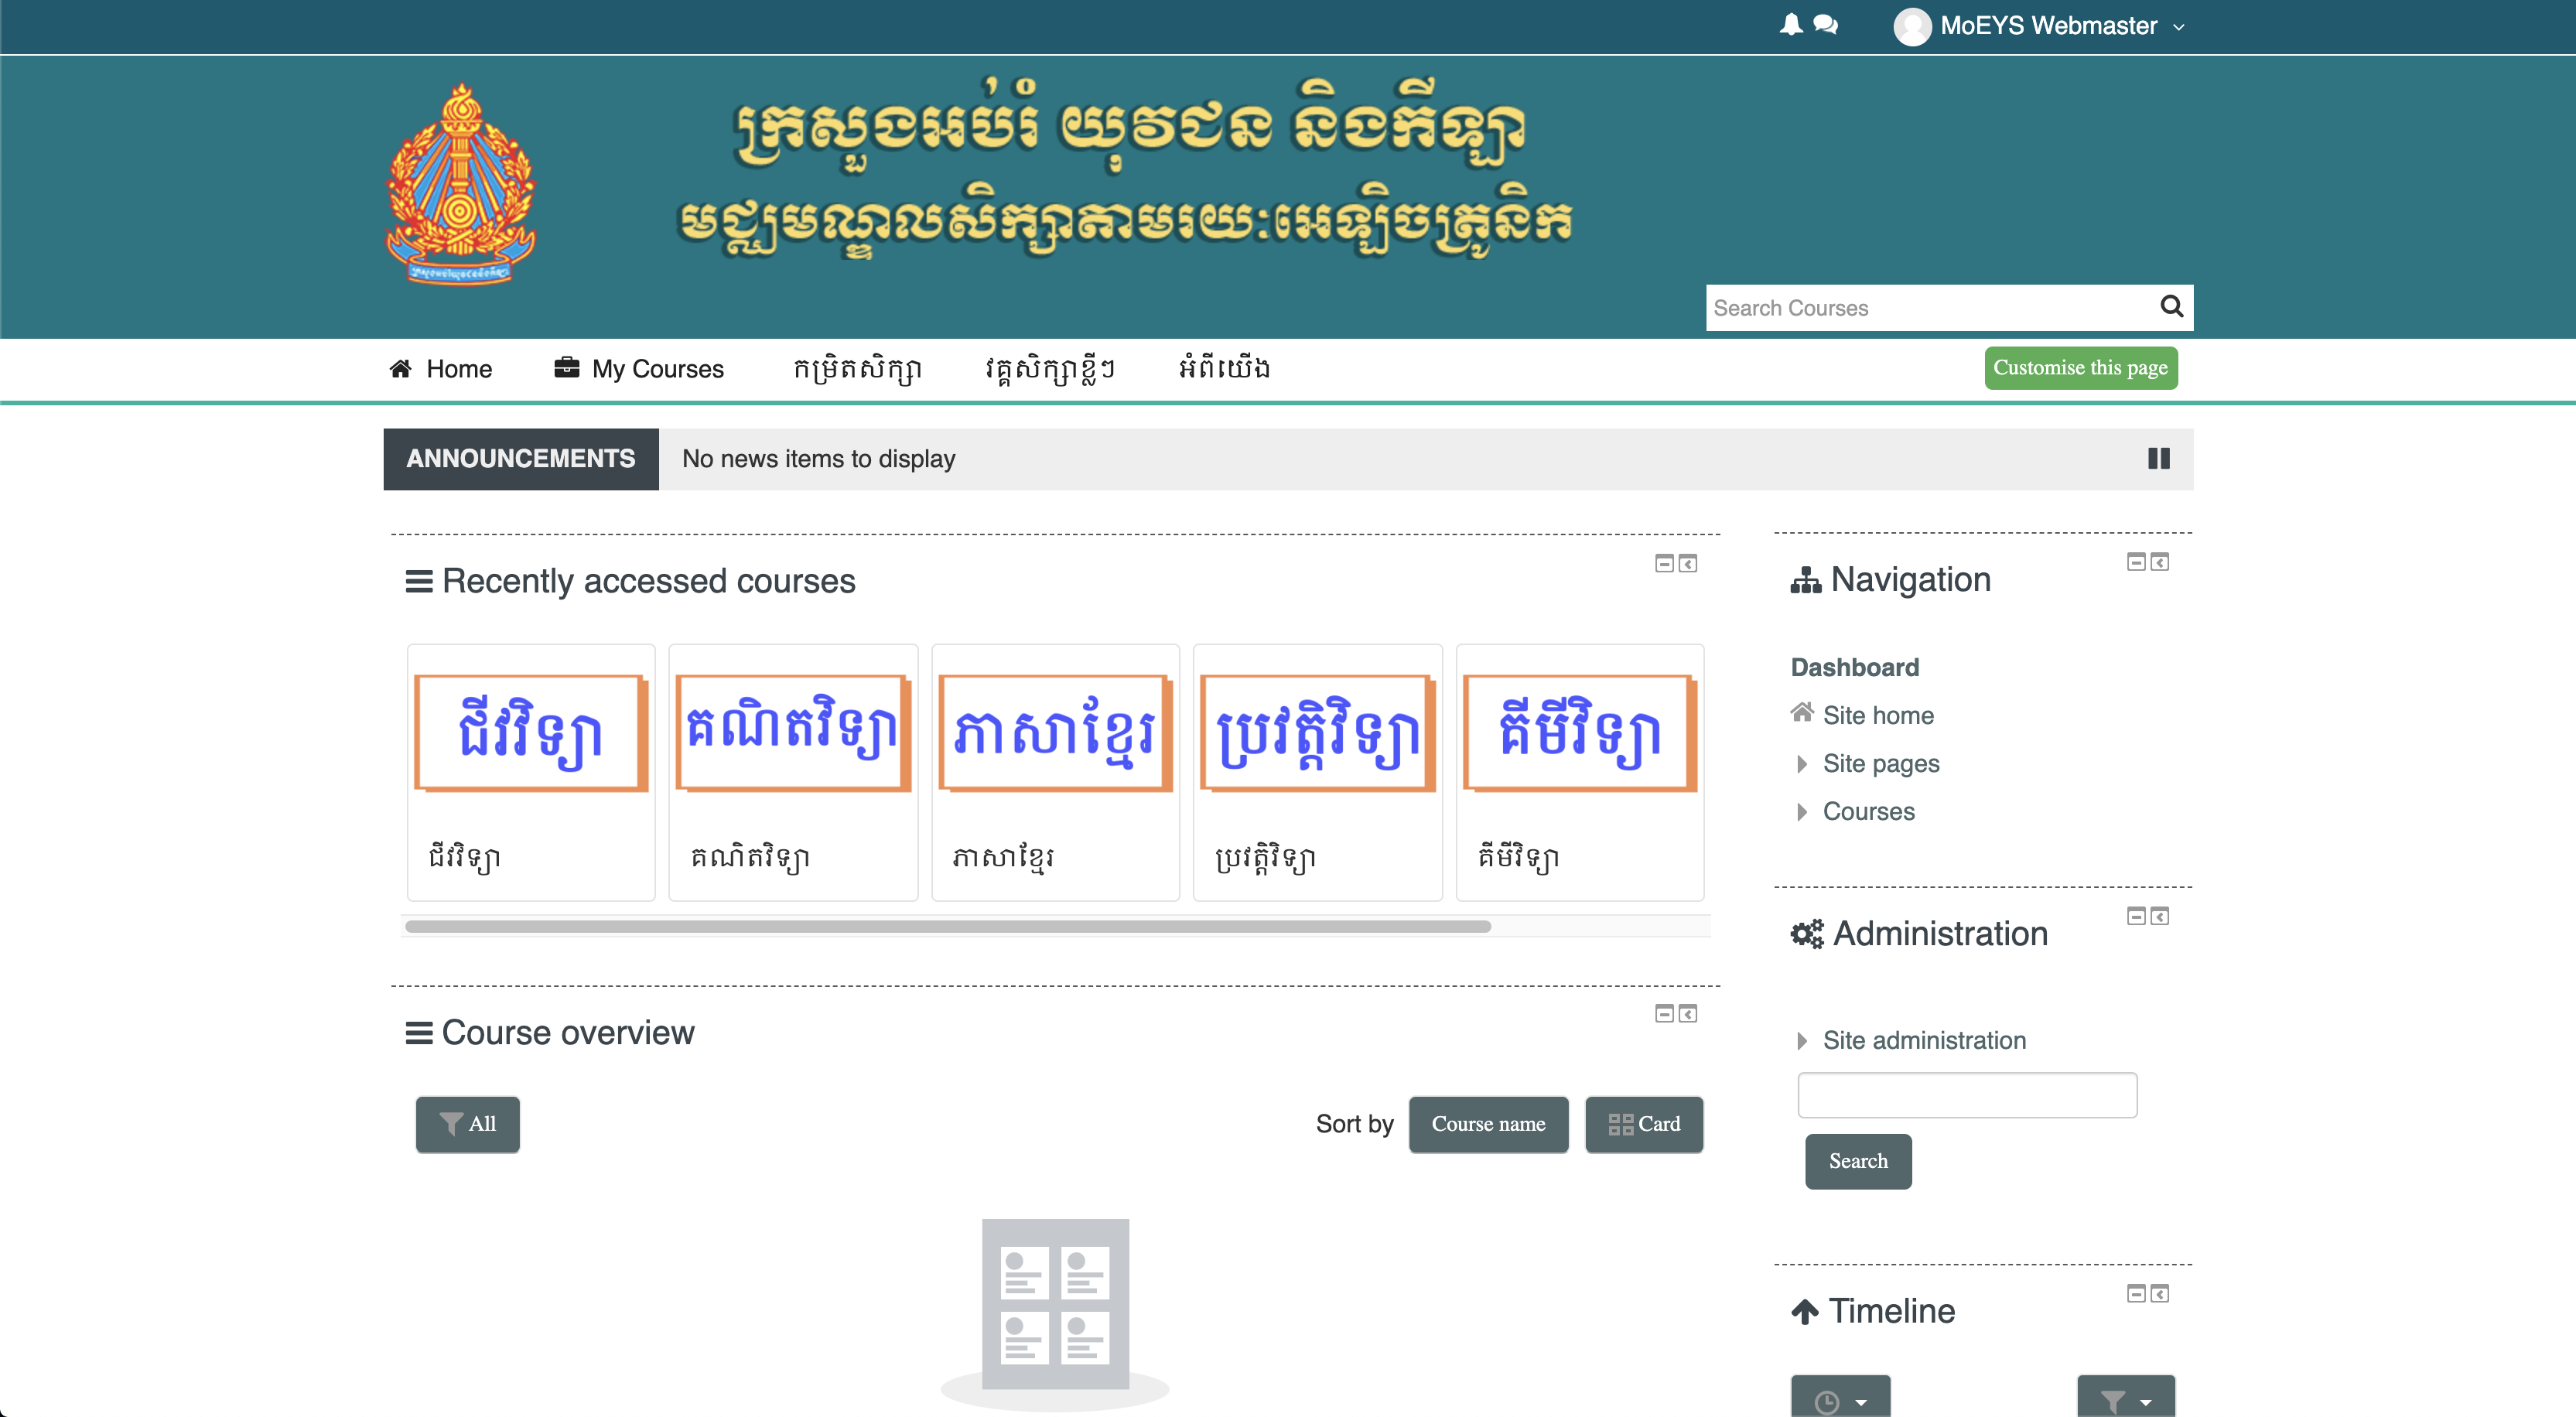 MoEYS Webmaster
ក្រសួងអប់រំ យុវជន និងកីឡា
មជ្ឈមណ្ឌលសិក្សាតាមរយៈអេឡិចត្រូនិក
Search Courses
Home My Courses កម្រិតសិក្សា វគ្គសិក្សាខ្លីៗ អំពីយើង Customise this page
ANNOUNCEMENTS No news items to display
Recently accessed courses
ជីវវិទ្យា គណិតវិទ្យា ភាសាខ្មែរ ប្រវត្តិវិទ្យា គីមីវិទ្យា
ជីវវិទ្យា គណិតវិទ្យា ភាសាខ្មែរ ប្រវត្តិវិទ្យា គីមីវិទ្យា
Course overview
All Sort by Course name Card
Navigation
Dashboard
Site home
Site pages
Courses
Administration
Site administration
Search
Timeline